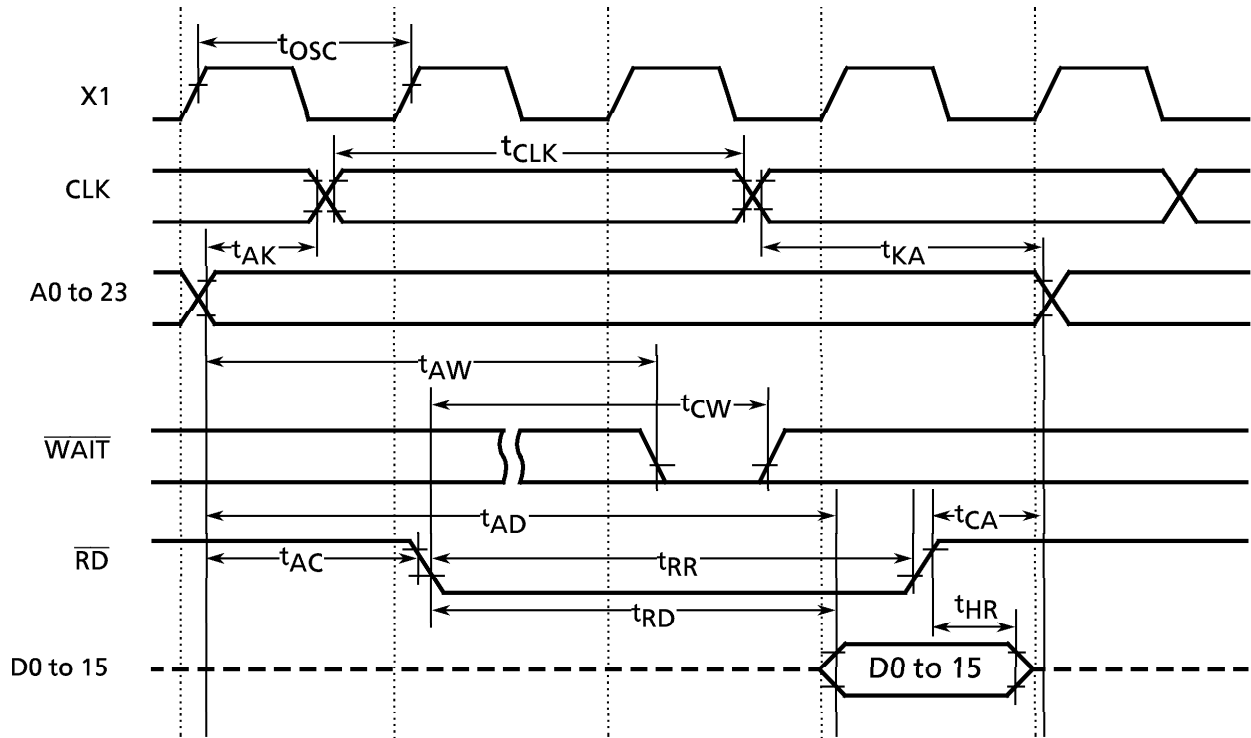 tOSC
X1
tCLK
CLK
tAK
tKA
A0 to 23
tAW
tCW
WAIT
tAD
tCA
RD
tAC
tRR
tRD
tHR
D0 to 15
D0 to 15